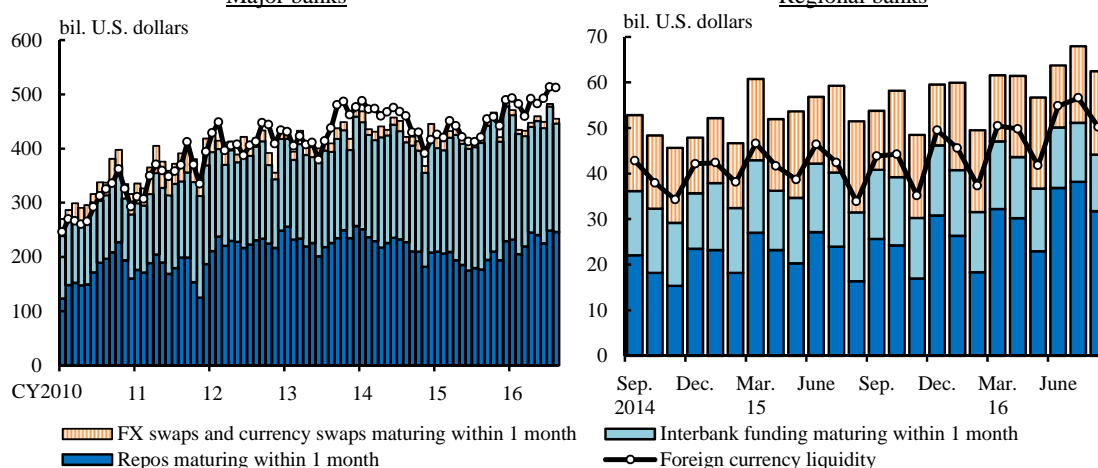 Major banks
Regional banks
bil. U.S. dollars
bil. U.S. dollars
600
500
400
300
200
100
0
CY2010 11 12 13 14 15 16
70
60
50
40
30
20
10
0
Sep. Dec. Mar. June Sep. Dec. Mar. June
2014 15 16
FX swaps and currency swaps maturing within 1 month
Interbank funding maturing within 1 month
Repos maturing within 1 month
Foreign currency liquidity